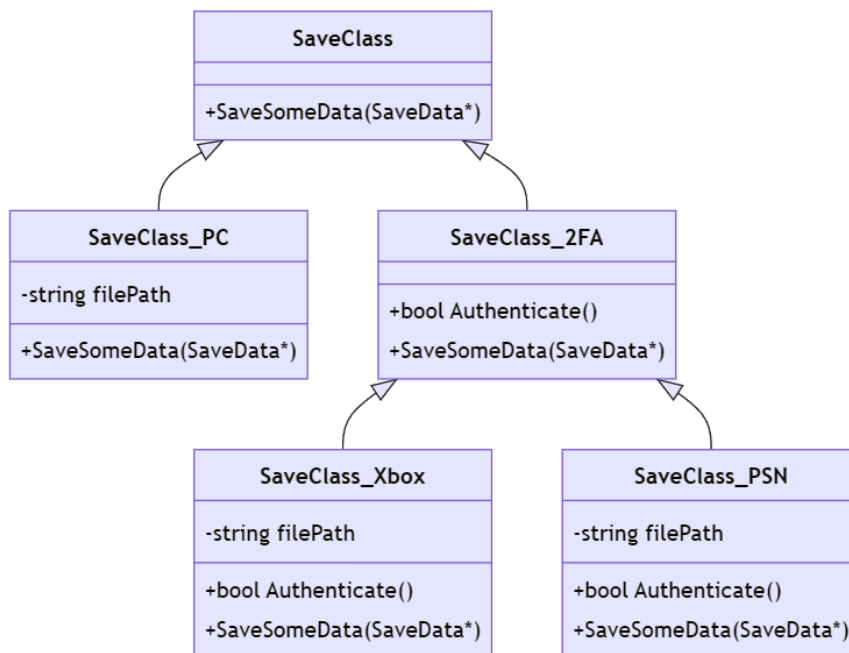 SaveClass
+SaveSomeData(SaveData*)
SaveClass_PC
-string filePath
+SaveSomeData(SaveData*)
SaveClass_2FA
+bool Authenticate()
+SaveSomeData(SaveData*)
SaveClass_Xbox
-string filePath
+bool Authenticate()
+SaveSomeData(SaveData*)
SaveClass_PSN
-string filePath
+bool Authenticate()
+SaveSomeData(SaveData*)